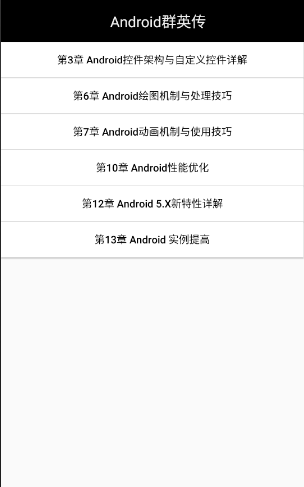 Android群英传
第3章 Android控件架构与自定义控件详解
第6章 Android绘图机制与处理技巧
第7章 Android动画机制与使用技巧
第10章 Android性能优化
第12章 Android 5.X新特性详解
第13章 Android 实例提高